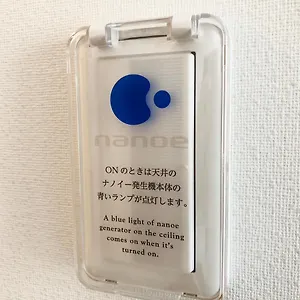 nanoe
ONのときは天井の
ナノイー発生機本体の
青いランプが点灯します。
A blue light of nanoe
generator on the ceiling
comes on when it's
turned on.